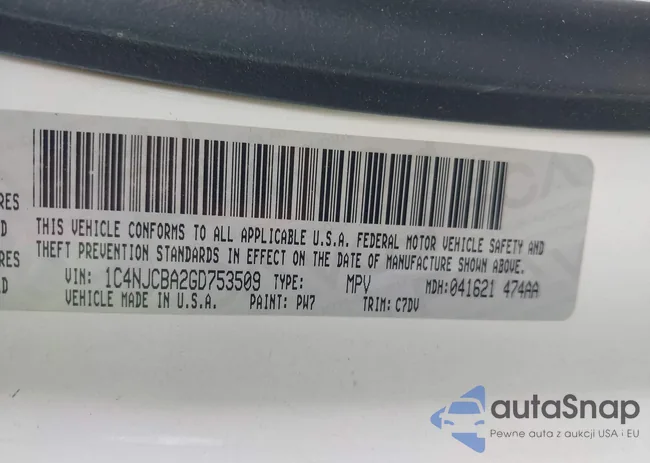 RES
THIS VEHICLE CONFORMS TO ALL APPLICABLE U.S.A. FEDERAL MOTOR VEHICLE SAFETY AND
D
THEFT PREVENTION STANDARDS IN EFFECT ON THE DATE OF MANUFACTURE SHOWN ABOVE.
RES
VIN: 1C4NJCBA2GD753509 TYPE: MPV MDH: 041621 474AA
D
VEHICLE MADE IN U.S.A. PAINT: PW7 TRIM: C7DV
autaSnap
Pewne auta z aukcji USA i EU